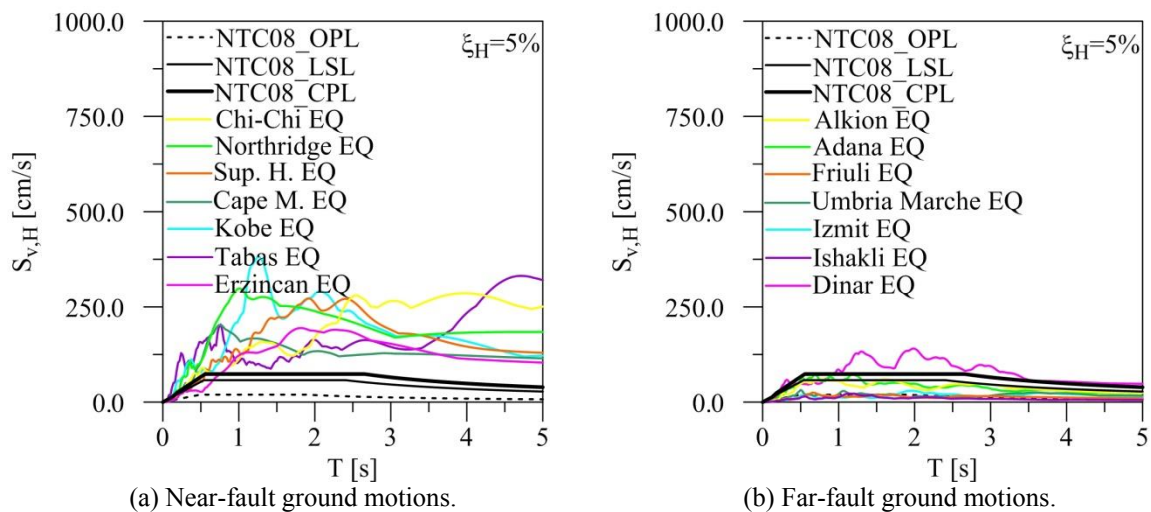 1000.0
750.0
500.0
250.0
0.0
S_{v,H} [cm/s]
ξ_H=5%
NTC08_OPL
NTC08_LSL
NTC08_CPL
Chi-Chi EQ
Northridge EQ
Sup. H. EQ
Cape M. EQ
Kobe EQ
Tabas EQ
Erzincan EQ
0 1 2 3 4 5
T [s]
(a) Near-fault ground motions.
1000.0
750.0
500.0
250.0
0.0
S_{v,H} [cm/s]
ξ_H=5%
NTC08_OPL
NTC08_LSL
NTC08_CPL
Alkion EQ
Adana EQ
Friuli EQ
Umbria Marche EQ
Izmit EQ
Ishakli EQ
Dinar EQ
0 1 2 3 4 5
T [s]
(b) Far-fault ground motions.